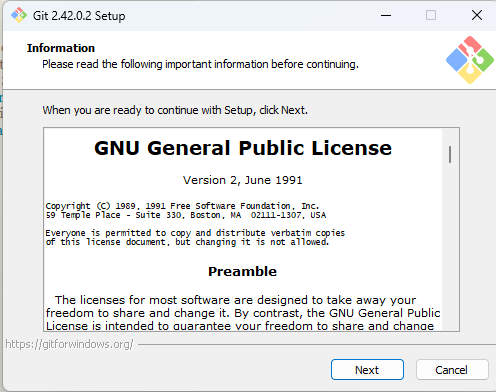 Git 2.42.0.2 Setup
Information
Please read the following important information before continuing.
When you are ready to continue with Setup, click Next.
GNU General Public License
Version 2, June 1991
Copyright (C) 1989, 1991 Free Software Foundation, Inc.
59 Temple Place - Suite 330, Boston, MA  02111-1307, USA
Everyone is permitted to copy and distribute verbatim copies
of this license document, but changing it is not allowed.
Preamble
The licenses for most software are designed to take away your
freedom to share and change it. By contrast, the GNU General Public
License is intended to guarantee your freedom to share and change
https://gitforwindows.org/
Next
Cancel